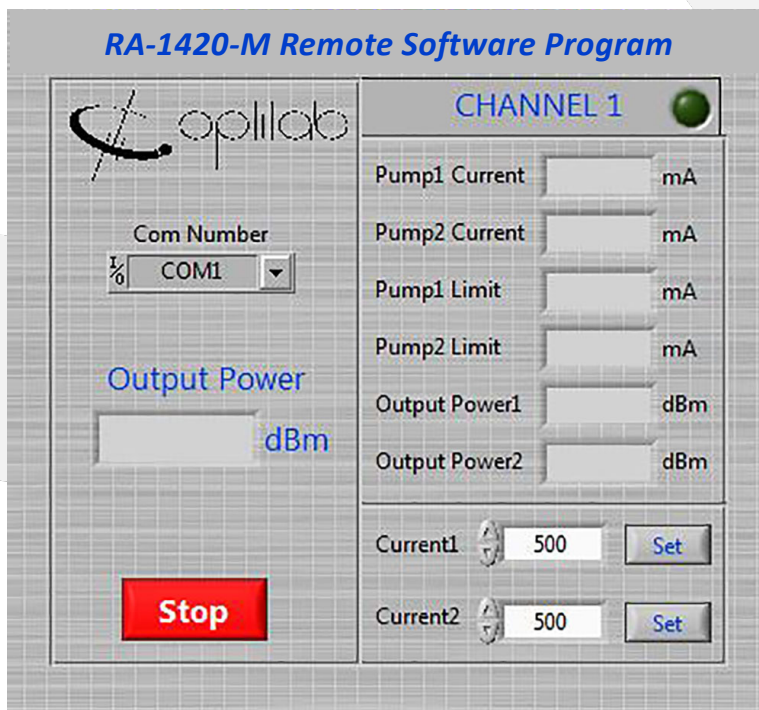 RA-1420-M Remote Software Program
optilab
CHANNEL 1
Pump1 Current mA
Com Number
Pump2 Current mA
I/O COM1
Pump1 Limit mA
Pump2 Limit mA
Output Power
Output Power1 dBm
dBm
Output Power2 dBm
Current1 500 Set
Stop
Current2 500 Set